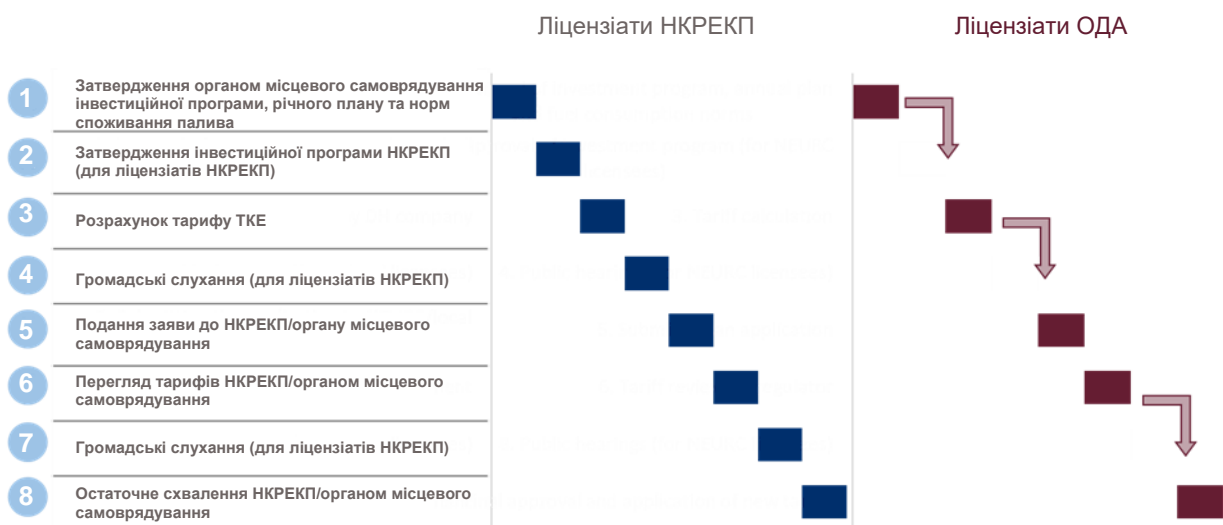 Ліцензіати НКРЕКП
Ліцензіати ОДА
1
Затвердження органом місцевого самоврядування
інвестиційної програми, річного плану та норм
споживання палива
2
Затвердження інвестиційної програми НКРЕКП
(для ліцензіатів НКРЕКП)
3
Розрахунок тарифу ТКЕ
4
Громадські слухання (для ліцензіатів НКРЕКП)
5
Подання заяви до НКРЕКП/органу місцевого
самоврядування
6
Перегляд тарифів НКРЕКП/органом місцевого
самоврядування
7
Громадські слухання (для ліцензіатів НКРЕКП)
8
Остаточне схвалення НКРЕКП/органом місцевого
самоврядування